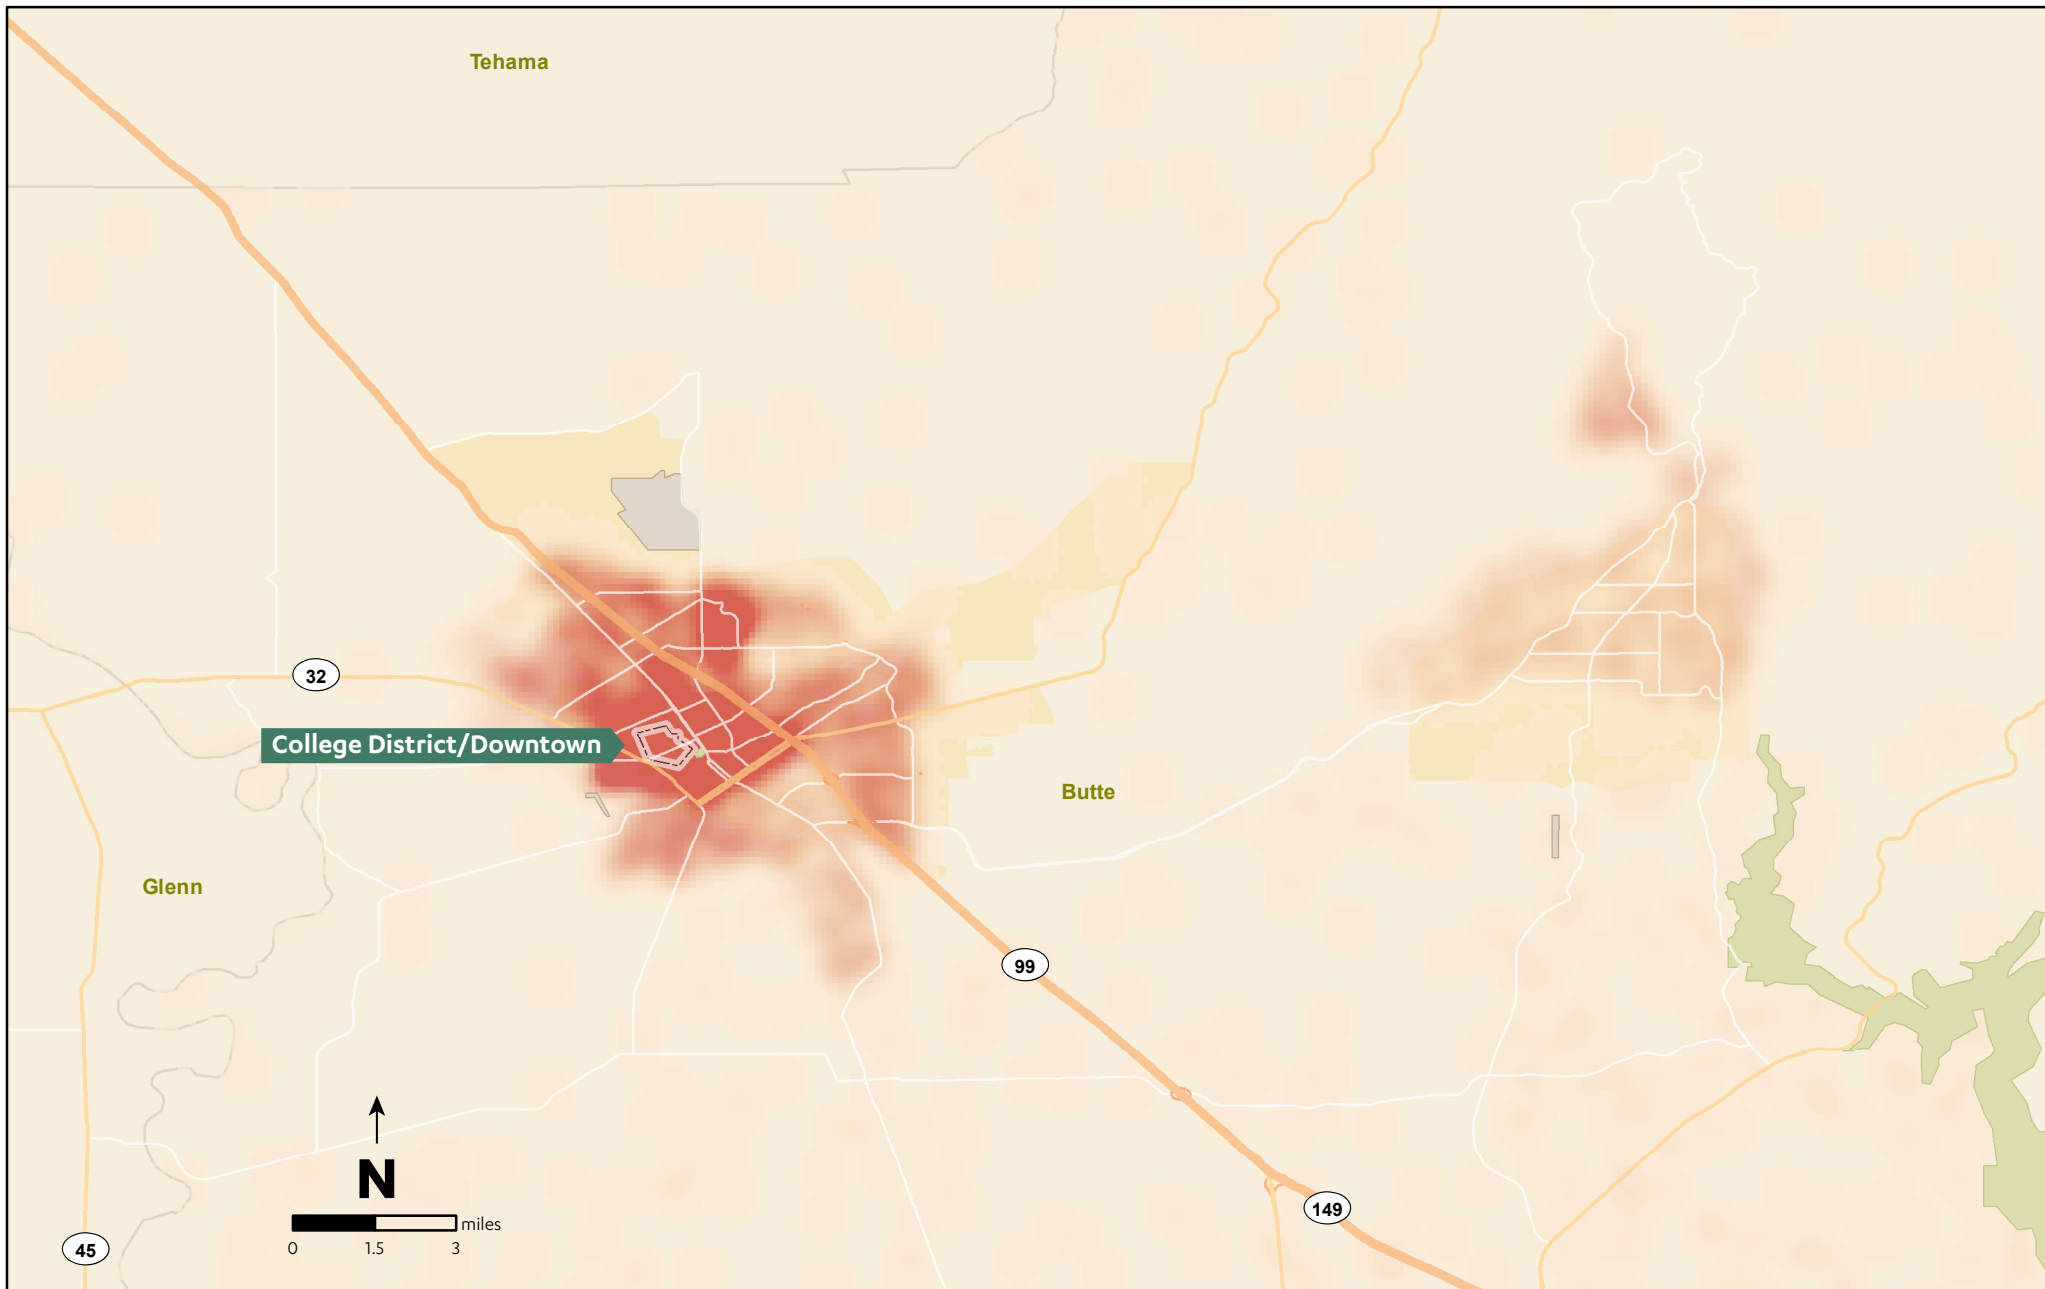 Tehama
32
College District/Downtown
Butte
Glenn
99
N
miles
0 1.5 3
149
45